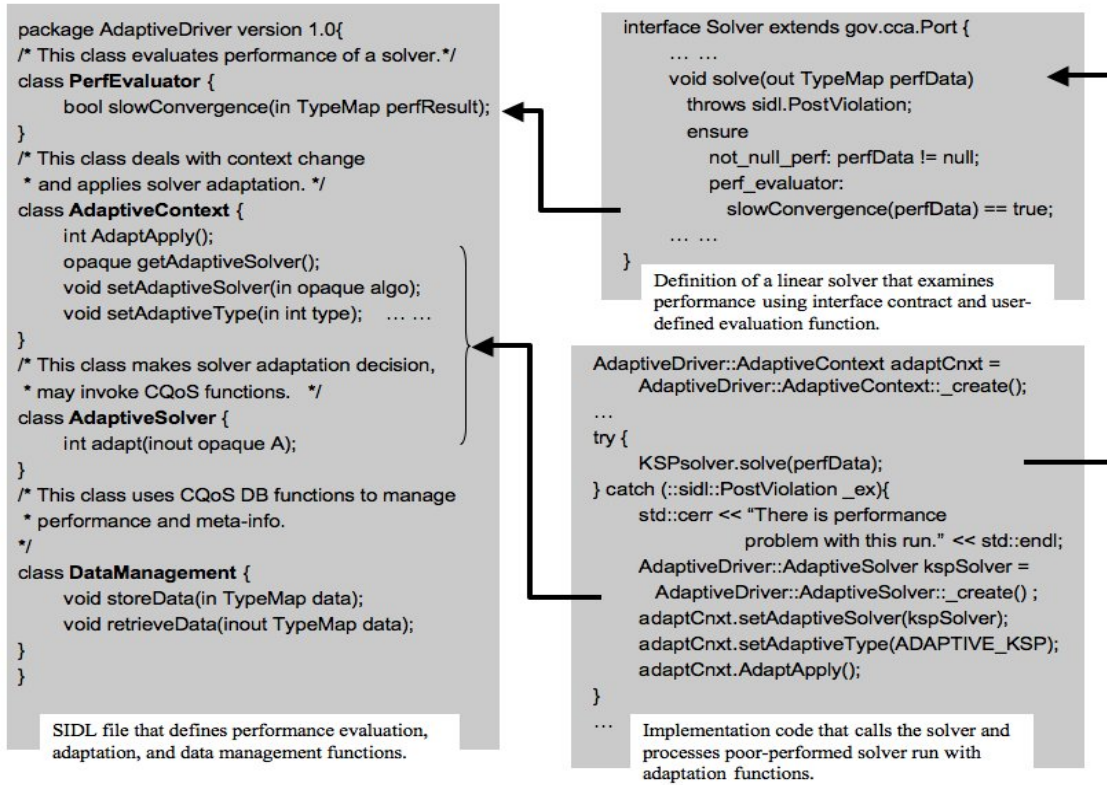 package AdaptiveDriver version 1.0{
/* This class evaluates performance of a solver.*/
class PerfEvaluator {
bool slowConvergence(in TypeMap perfResult);
}
/* This class deals with context change
* and applies solver adaptation. */
class AdaptiveContext {
int AdaptApply();
opaque getAdaptiveSolver();
void setAdaptiveSolver(in opaque algo);
void setAdaptiveType(in int type); ... ...
}
/* This class makes solver adaptation decision,
* may invoke CQoS functions. */
class AdaptiveSolver {
int adapt(inout opaque A);
}
/* This class uses CQoS DB functions to manage
* performance and meta-info.
*/
class DataManagement {
void storeData(in TypeMap data);
void retrieveData(inout TypeMap data);
}
}
SIDL file that defines performance evaluation,
adaptation, and data management functions.
interface Solver extends gov.cca.Port {
... ...
void solve(out TypeMap perfData)
throws sidl.PostViolation;
ensure
not_null_perf: perfData != null;
perf_evaluator:
slowConvergence(perfData) == true;
... ...
}
Definition of a linear solver that examines
performance using interface contract and user-
defined evaluation function.
AdaptiveDriver::AdaptiveContext adaptCnxt =
AdaptiveDriver::AdaptiveContext::_create();
...
try {
KSPsolver.solve(perfData);
} catch (::sidl::PostViolation _ex){
std::cerr << “There is performance
problem with this run.” << std::endl;
AdaptiveDriver::AdaptiveSolver kspSolver =
AdaptiveDriver::AdaptiveSolver::_create() ;
adaptCnxt.setAdaptiveSolver(kspSolver);
adaptCnxt.setAdaptiveType(ADAPTIVE_KSP);
adaptCnxt.AdaptApply();
}
...
Implementation code that calls the solver and
processes poor-performed solver run with
adaptation functions.